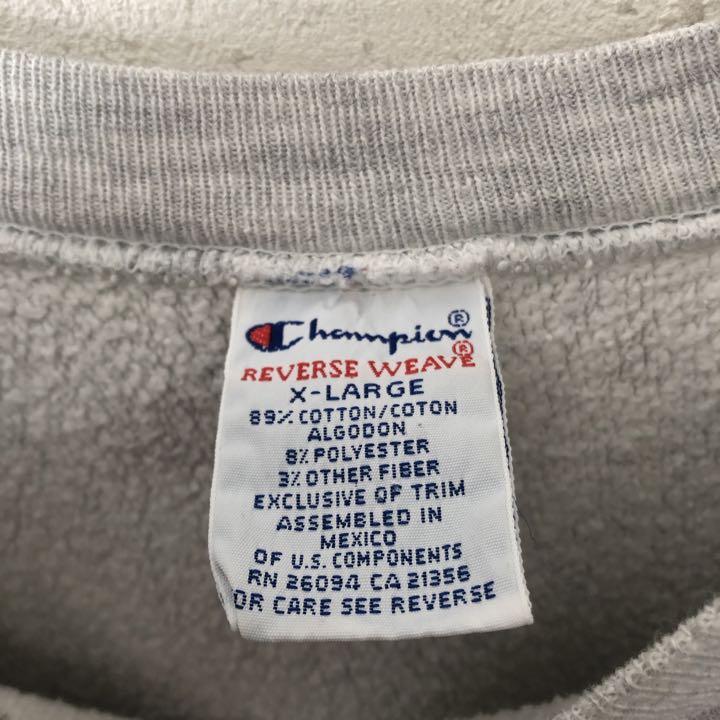 Champion®
REVERSE WEAVE®
X-LARGE
89% COTTON/COTON
ALGODON
8% POLYESTER
3% OTHER FIBER
EXCLUSIVE OF TRIM
ASSEMBLED IN
MEXICO
OF U.S. COMPONENTS
RN 26094 CA 21356
OR CARE SEE REVERSE